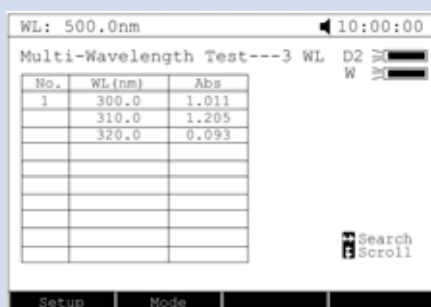 WL: 500.0nm 10:00:00
Multi-Wavelength Test---3 WL D2
W
No. WL(nm) Abs
1 300.0 1.011
310.0 1.205
320.0 0.093
Search
Scroll
Setup Mode